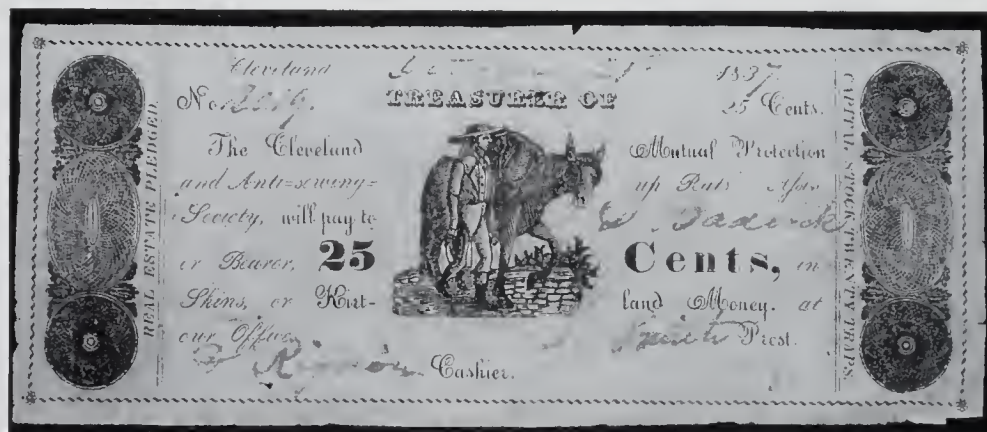 REAL ESTATE PLEDGED.
Cleveland 1837.
No. TREASURER OF 25 Cents.
The Cleveland Mutual Protection
and Anti=sewing= up Rats'
Society, will pay to
or Bearer, 25 Cents, in
Skins, or Kirt- land Money. at
our Office. Smith Prest.
Cashier.
CAPITAL STOCK TWENTY TRAPS.